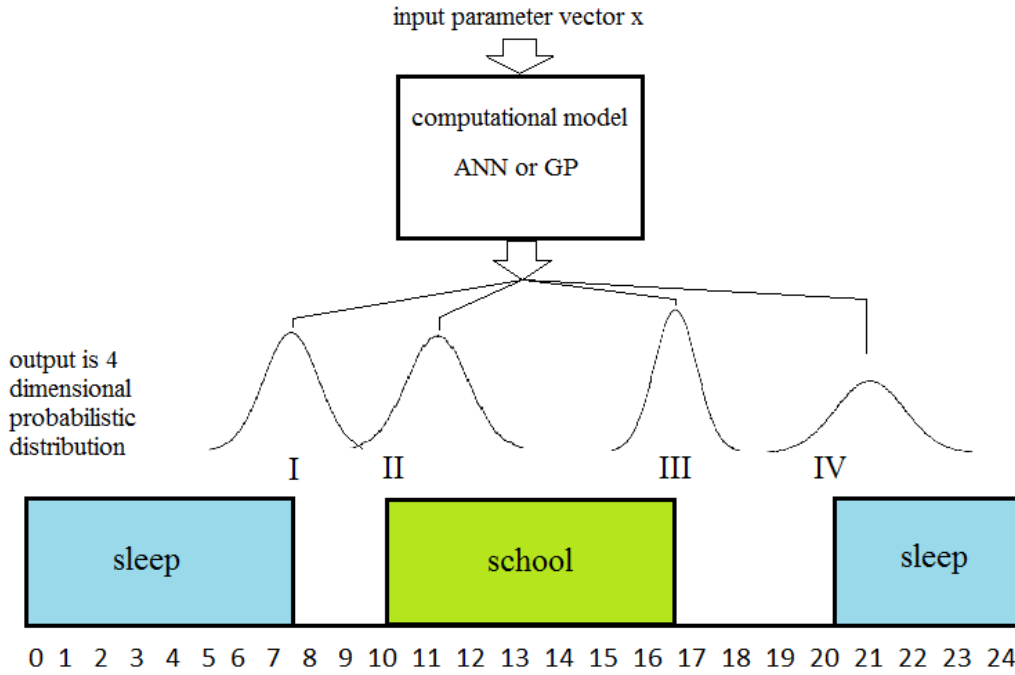 input parameter vector x
computational model
ANN or GP
output is 4
dimensional
probabilistic
distribution
I II III IV
sleep school sleep
0 1 2 3 4 5 6 7 8 9 10 11 12 13 14 15 16 17 18 19 20 21 22 23 24